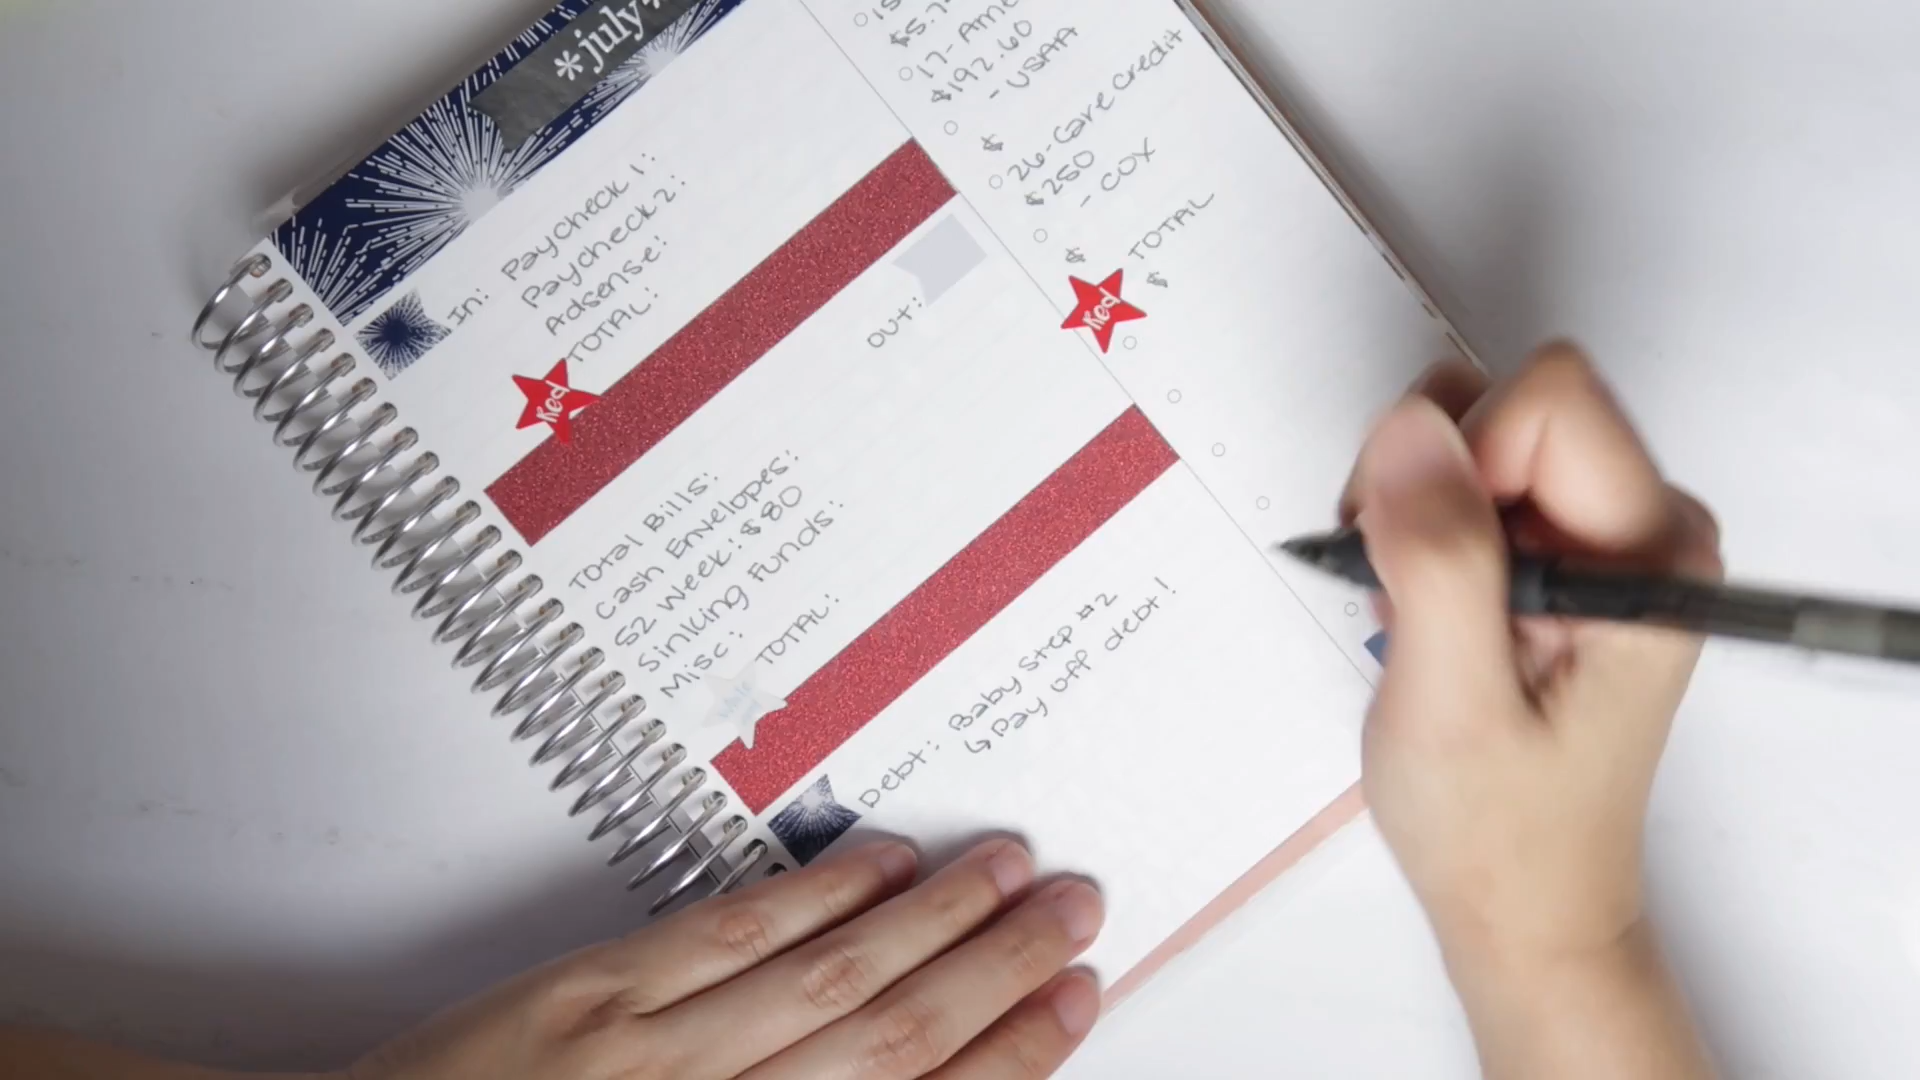 *july*
In: Paycheck 1:
Paycheck 2:
Adsense:
TOTAL:
Red
Out:
Total Bills:
Cash Envelopes:
52 Week: $80
Sinking Funds:
Misc:
TOTAL:
Debt: Baby Step #2
↳ Pay off debt!
17-
$192.60
- USAA
$
26- Care Credit
$250
- COX
$
TOTAL
$
Red